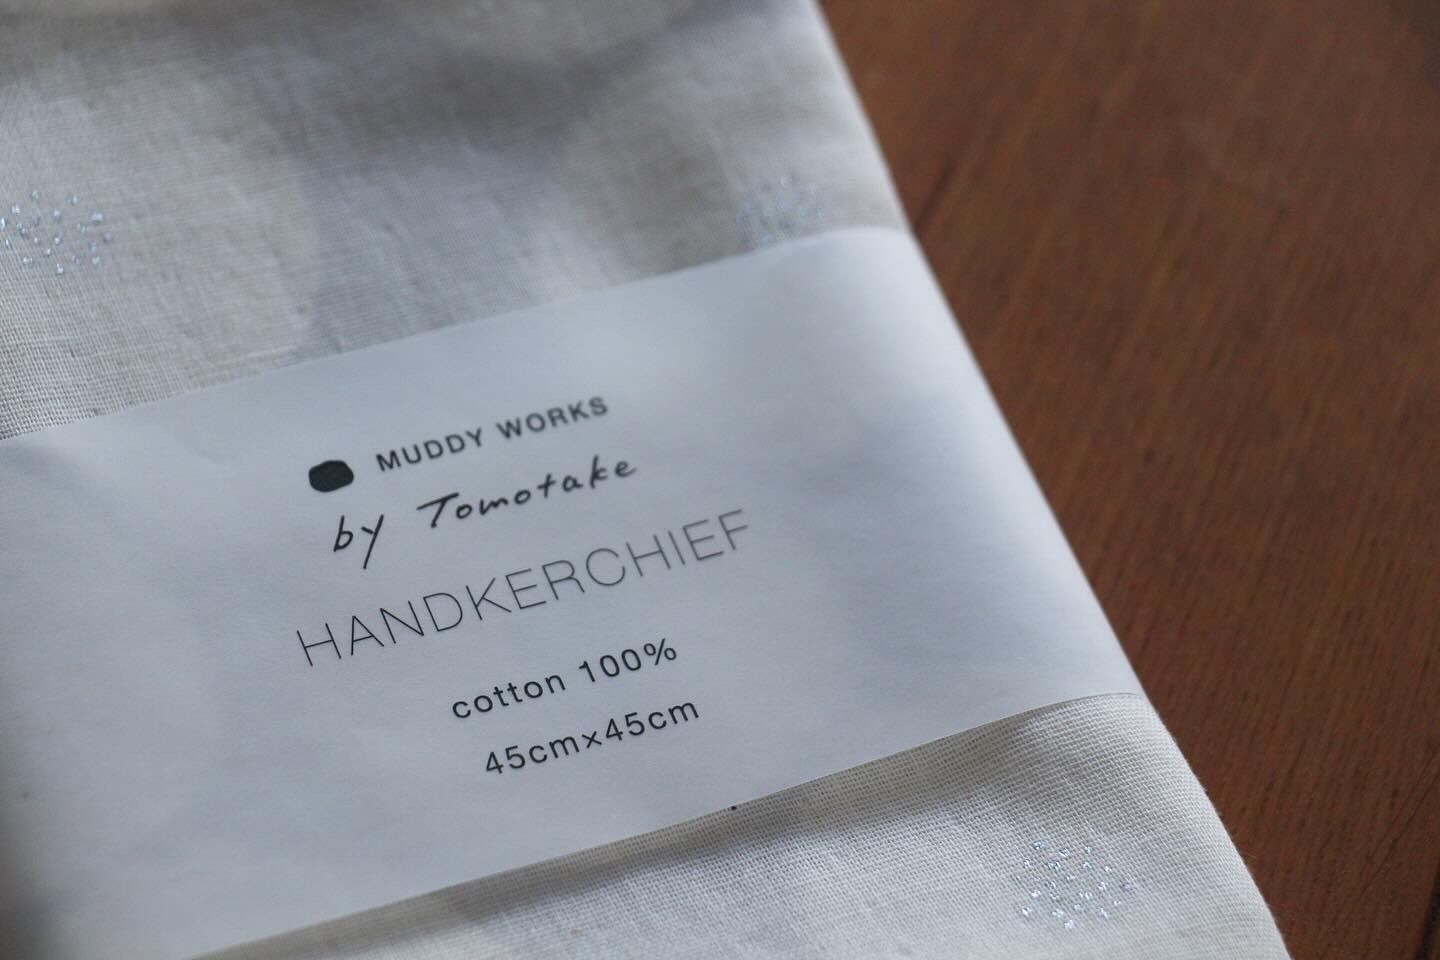 MUDDY WORKS
by Tomotake
HANDKERCHIEF
cotton 100%
45cm×45cm